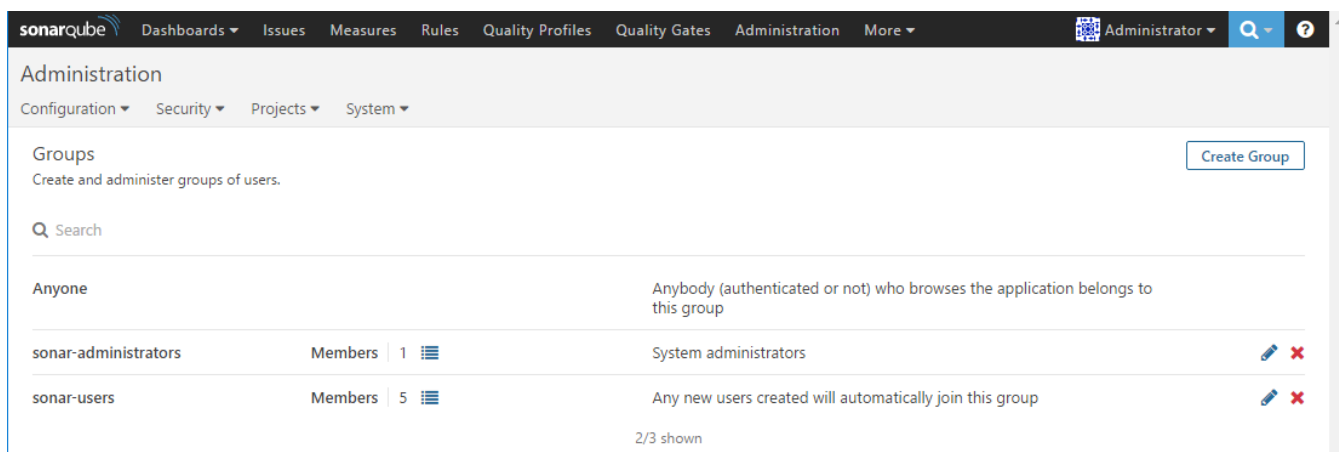 sonarqube Dashboards Issues Measures Rules Quality Profiles Quality Gates Administration More Administrator
Administration
Configuration Security Projects System
Groups Create Group
Create and administer groups of users.
Search
Anyone Anybody (authenticated or not) who browses the application belongs to
this group
sonar-administrators Members 1 System administrators
sonar-users Members 5 Any new users created will automatically join this group
2/3 shown